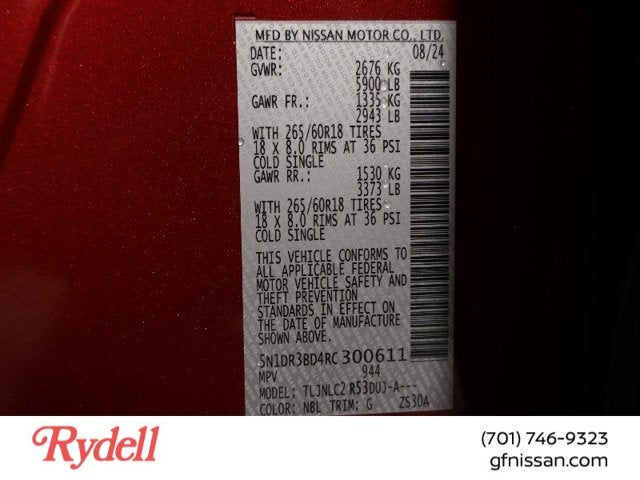 MFD BY NISSAN MOTOR CO., LTD.
DATE: 08/24
GVWR: 2676 KG
5900 LB
GAWR FR.: 1335 KG
2943 LB
WITH 265/60R18 TIRES
18 X 8.0 RIMS AT 36 PSI
COLD SINGLE
GAWR RR.: 1530 KG
3373 LB
WITH 265/60R18 TIRES
18 X 8.0 RIMS AT 36 PSI
COLD SINGLE
THIS VEHICLE CONFORMS TO
ALL APPLICABLE FEDERAL
MOTOR VEHICLE SAFETY AND
THEFT PREVENTION
STANDARDS IN EFFECT ON
THE DATE OF MANUFACTURE
SHOWN ABOVE.
5N1DR3BD4RC300611
MPV 944
MODEL: TLJNLC2 R53DUJ-A---
COLOR: NBL TRIM: G ZS30A
Rydell
(701) 746-9323
gfnissan.com